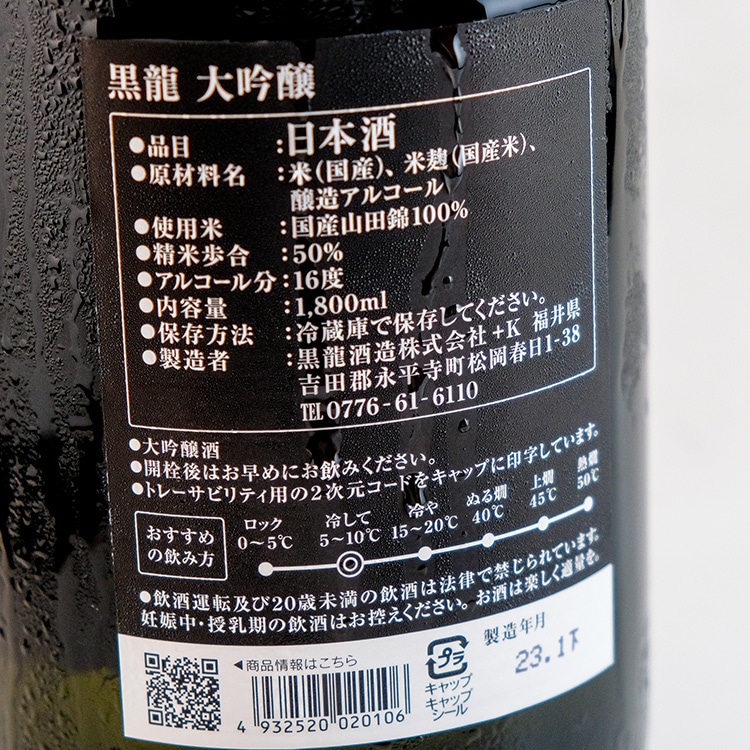 黒龍 大吟醸
●品目 :日本酒
●原材料名 :米(国産)、米麹(国産米)、
醸造アルコール
●使用米 :国産山田錦100%
●精米歩合 :50%
●アルコール分:16度
●内容量 :1,800ml
●保存方法 :冷蔵庫で保存してください。
●製造者 :黒龍酒造株式会社+K 福井県
吉田郡永平寺町松岡春日1-38
TEL 0776-61-6110
●大吟醸酒
●開栓後はお早めにお飲みください。
●トレーサビリティ用の2次元コードをキャップに印字しています。
おすすめ
の飲み方
ロック 冷して 冷や ぬる燗 上燗 熱燗
0~5℃ 5~10℃ 15~20℃ 40℃ 45℃ 50℃
●飲酒運転及び20歳未満の飲酒は法律で禁じられています。
妊娠中・授乳期の飲酒はお控えください。お酒は楽しく適量を。
◀商品情報はこちら
4 932520 020106
プラ
キャップ
キャップ
シール
製造年月
23.1下